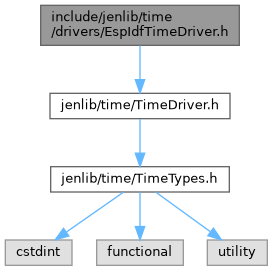 include/jenlib/time
/drivers/EspIdfTimeDriver.h
jenlib/time/TimeDriver.h
jenlib/time/TimeTypes.h
cstdint
functional
utility